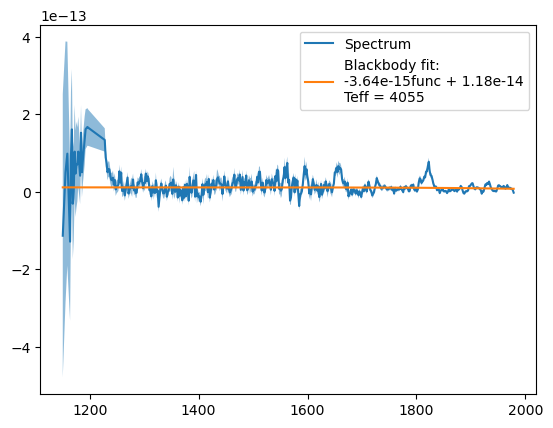 1e−13
Spectrum
Blackbody fit:
-3.64e-15func + 1.18e-14
Teff = 4055
4
2
0
−2
−4
1200 1400 1600 1800 2000